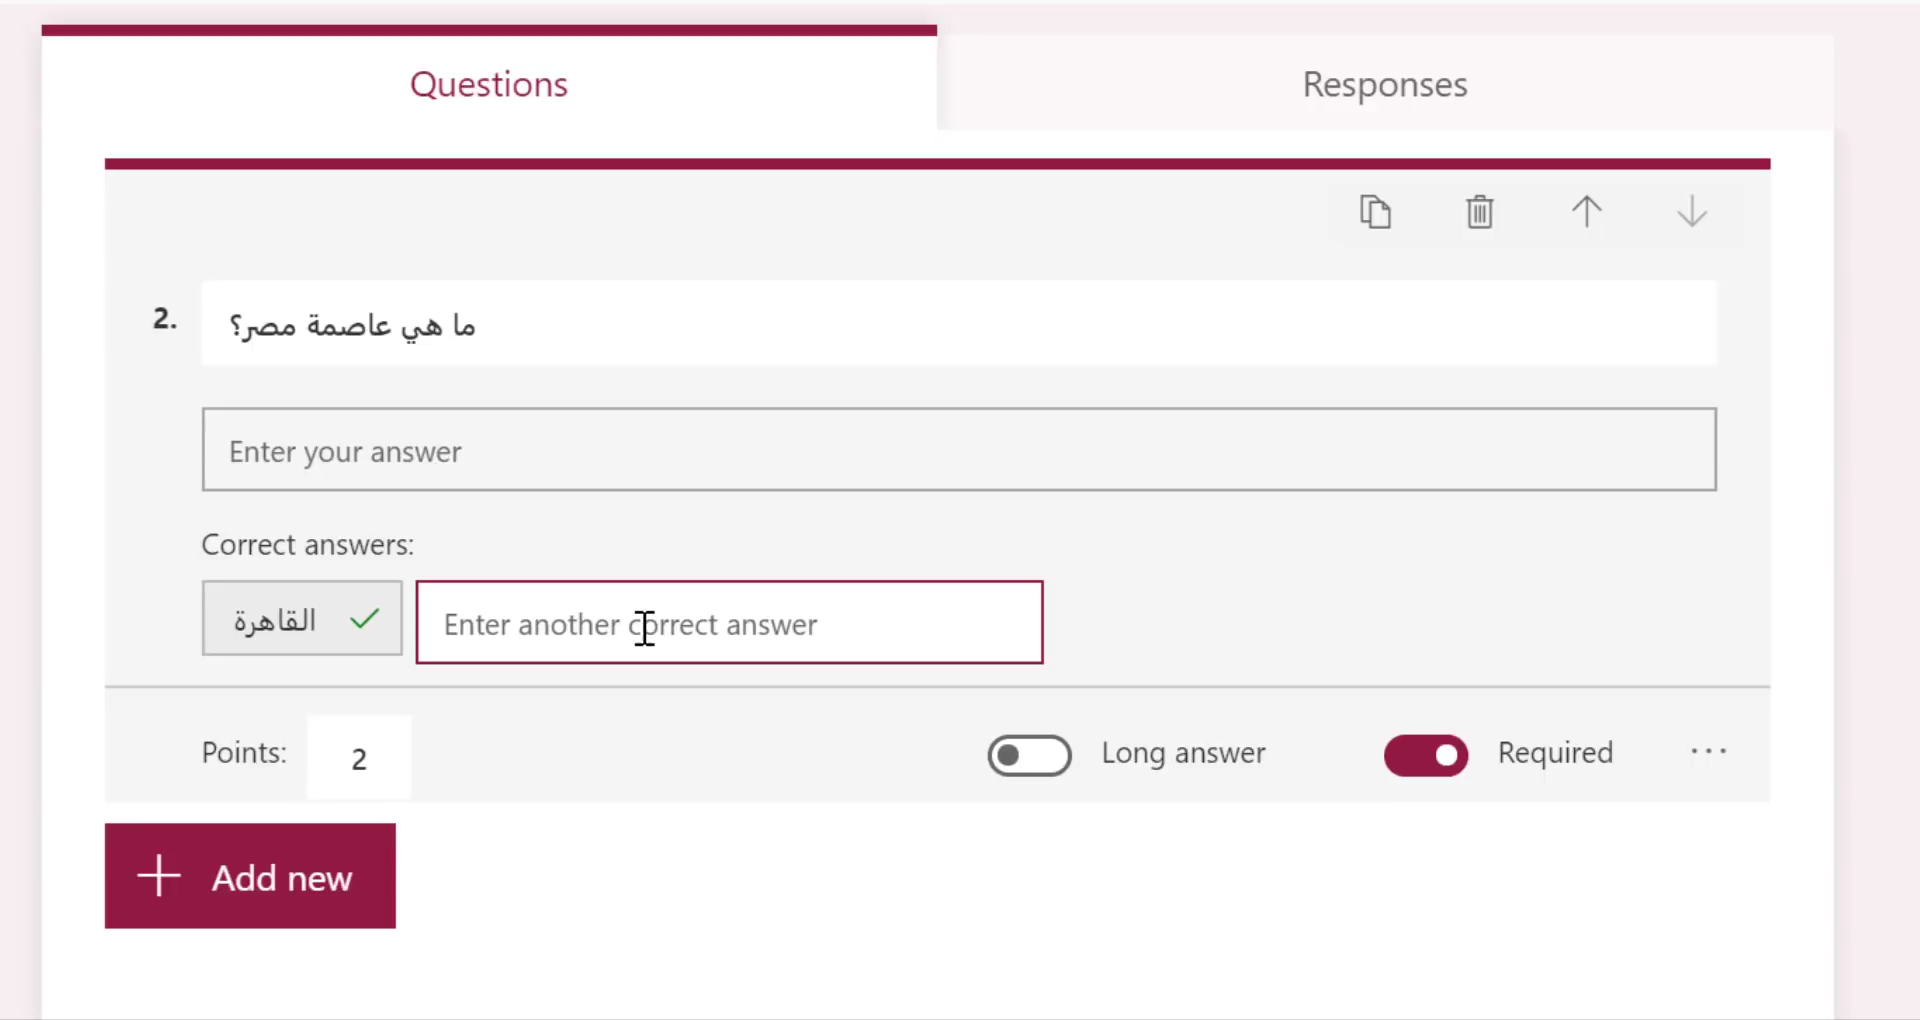 Questions
Responses
2.
ما هي عاصمة مصر؟
Enter your answer
Correct answers:
القاهرة
Enter another correct answer
Points: 2
Long answer
Required
Add new